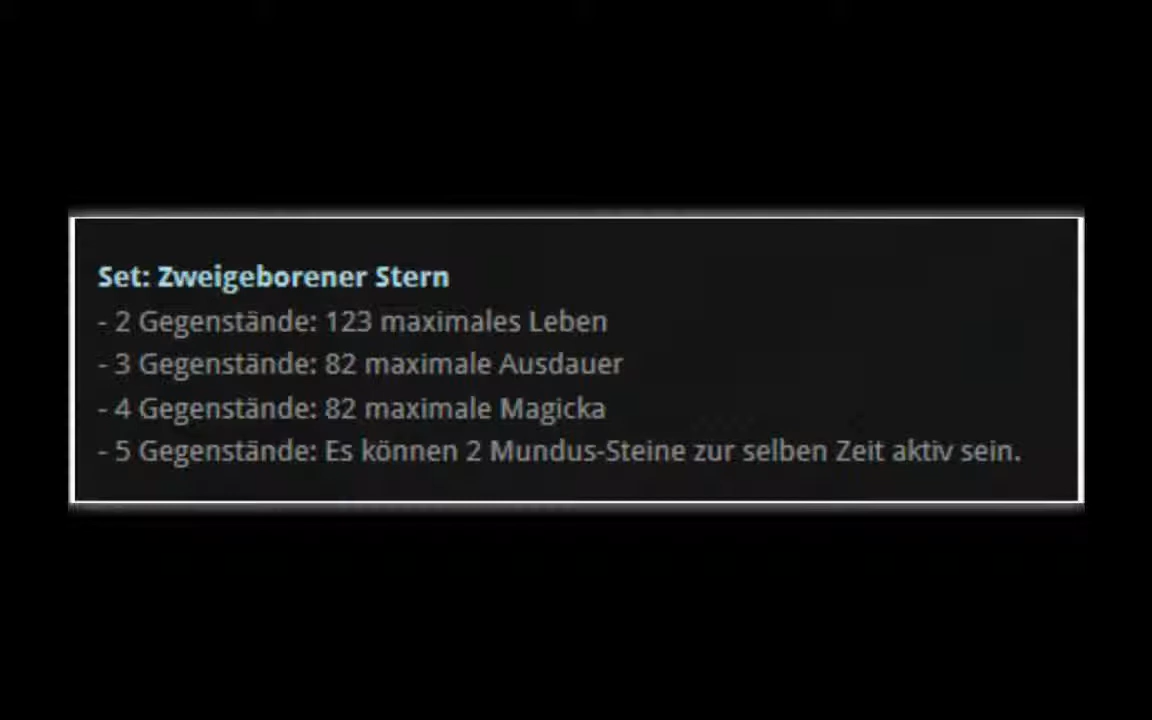 Set: Zweigeborener Stern
- 2 Gegenstände: 123 maximales Leben
- 3 Gegenstände: 82 maximale Ausdauer
- 4 Gegenstände: 82 maximale Magicka
- 5 Gegenstände: Es können 2 Mundus-Steine zur selben Zeit aktiv sein.